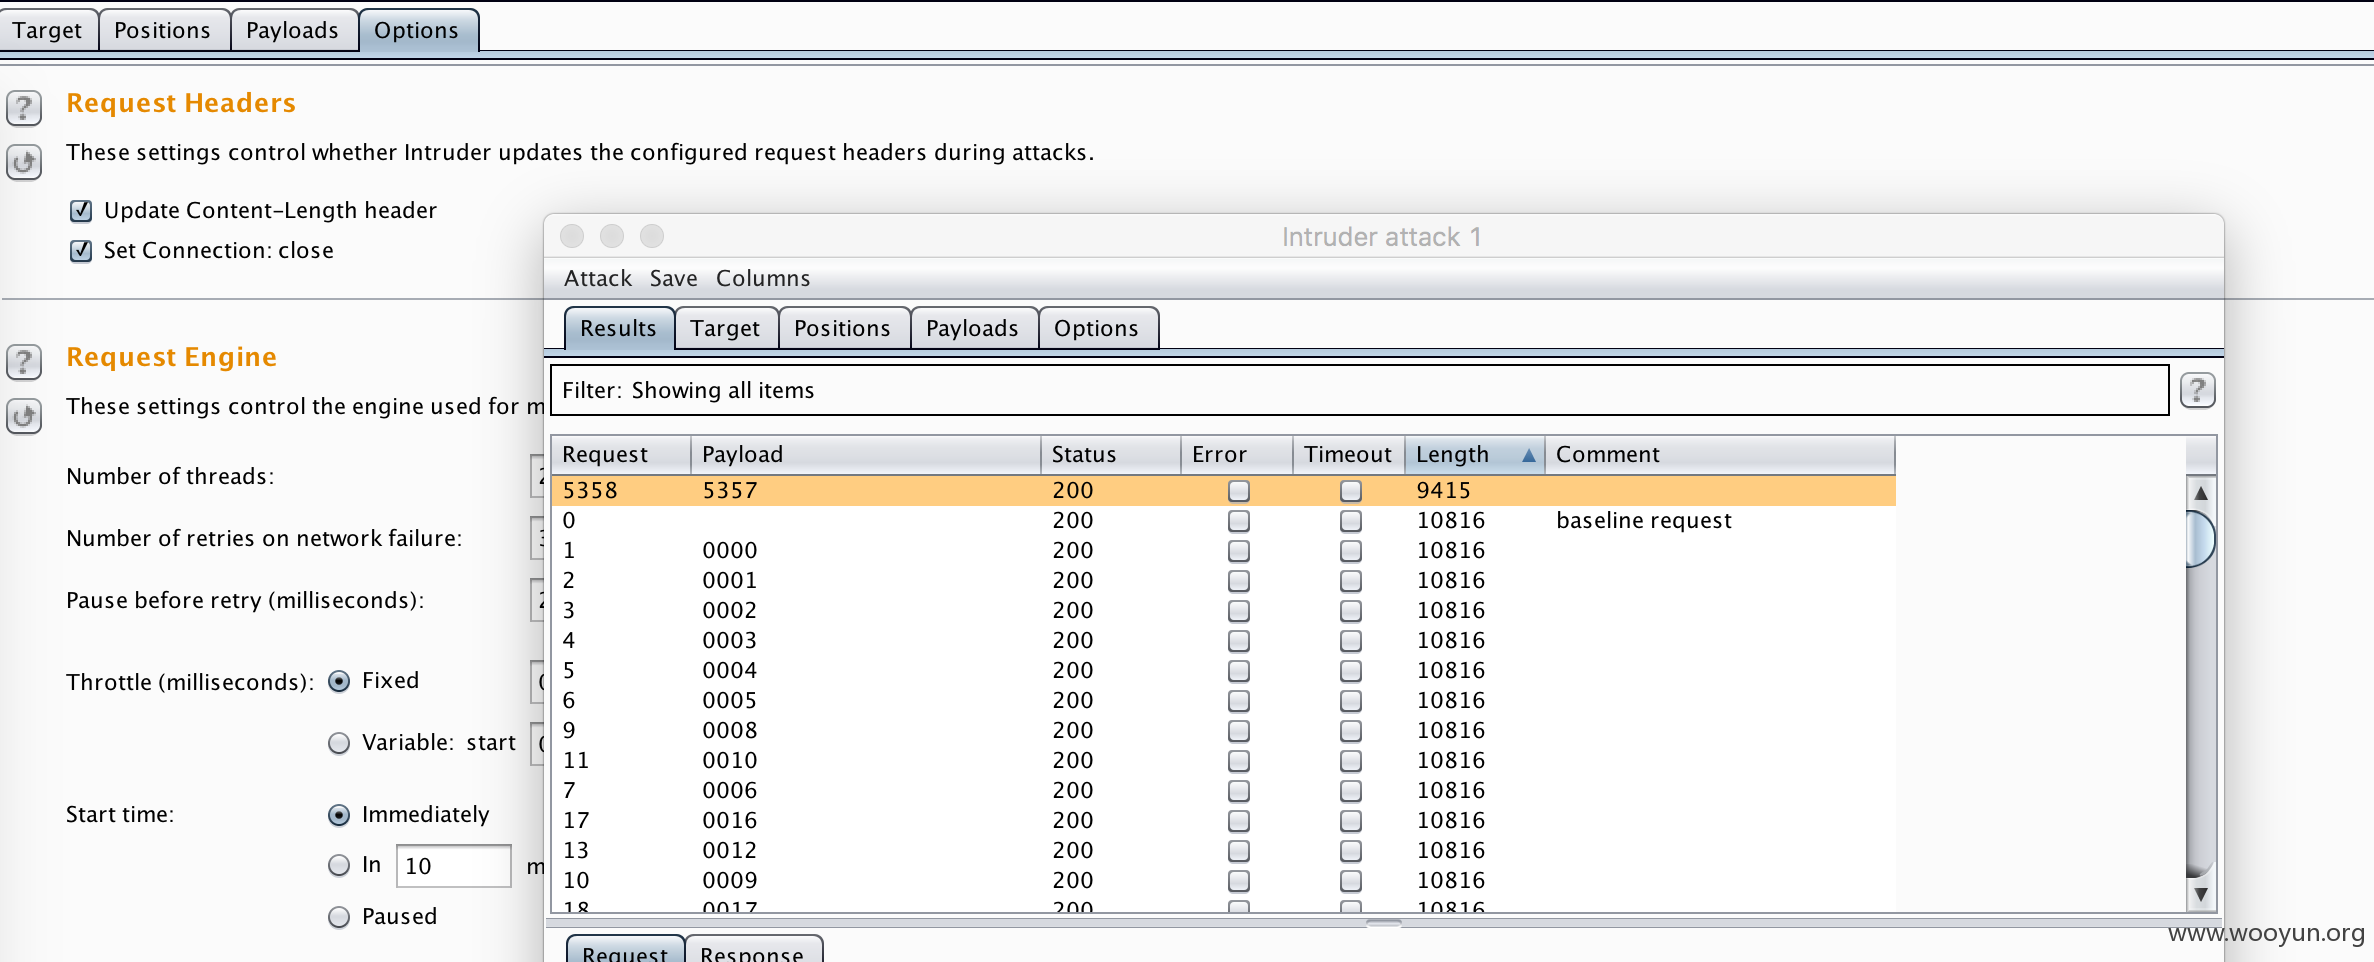 Target Positions Payloads Options
Request Headers
These settings control whether Intruder updates the configured request headers during attacks.
Update Content-Length header
Set Connection: close
Request Engine
These settings control the engine used for m
Number of threads:
Number of retries on network failure:
Pause before retry (milliseconds):
Throttle (milliseconds): Fixed
Variable: start
Start time: Immediately
In 10 m
Paused
Intruder attack 1
Attack Save Columns
Results Target Positions Payloads Options
Filter: Showing all items
Request Payload Status Error Timeout Length Comment
5358 5357 200 9415
0 200 10816 baseline request
1 0000 200 10816
2 0001 200 10816
3 0002 200 10816
4 0003 200 10816
5 0004 200 10816
6 0005 200 10816
9 0008 200 10816
11 0010 200 10816
7 0006 200 10816
17 0016 200 10816
13 0012 200 10816
10 0009 200 10816
18 0017 200 10816
Request Response
www.wooyun.org